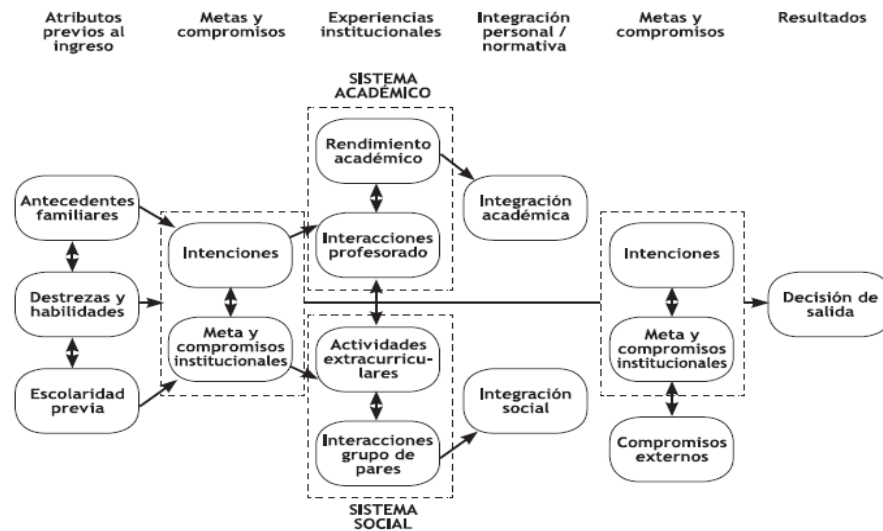 Atributos
previos al
ingreso
Metas y
compromisos
Experiencias
institucionales
Integración
personal /
normativa
Metas y
compromisos
Resultados
SISTEMA
ACADÉMICO
Rendimiento
académico
Antecedentes
familiares
Integración
académica
Intenciones
Interacciones
profesorado
Intenciones
Destrezas y
habilidades
Decisión de
salida
Meta y
compromisos
institucionales
Actividades
extracurricu-
lares
Meta y
compromisos
institucionales
Escolaridad
previa
Integración
social
Interacciones
grupo de
pares
Compromisos
externos
SISTEMA
SOCIAL